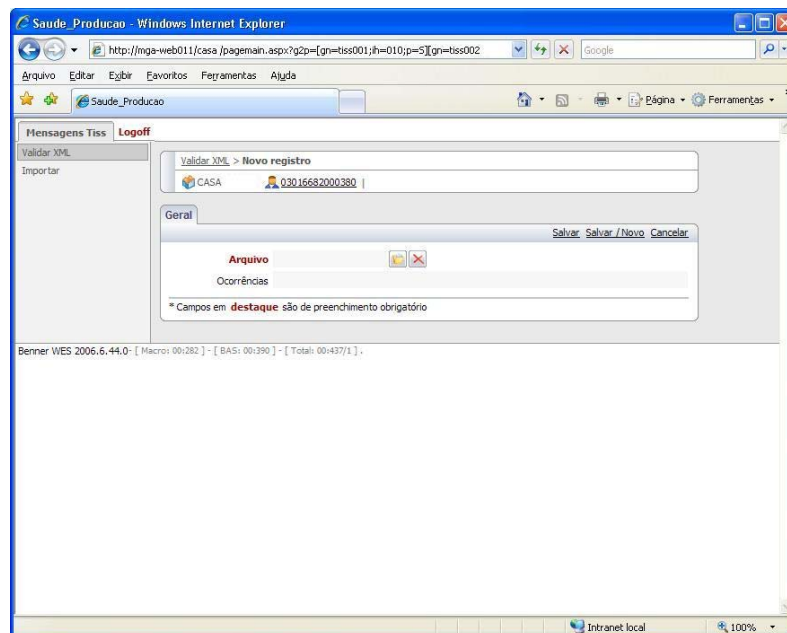 Saude_Producao - Windows Internet Explorer
http://mga-web011/casa /pagemain.aspx?g2p=[gn=tiss001;ih=010;p=5][gn=tiss002
Google
Arquivo Editar Exibir Favoritos Ferramentas Ajuda
Saude_Producao
Página Ferramentas
Mensagens Tiss Logoff
Validar XML
Importar
Validar XML > Novo registro
CASA 03016682000380 |
Geral
Salvar Salvar / Novo Cancelar
Arquivo
Ocorrências
* Campos em destaque são de preenchimento obrigatório
Benner WES 2006.6.44.0- [ Macro: 00:282 ] - [ BAS: 00:390 ] - [ Total: 00:437/1 ] .
Intranet local
100%